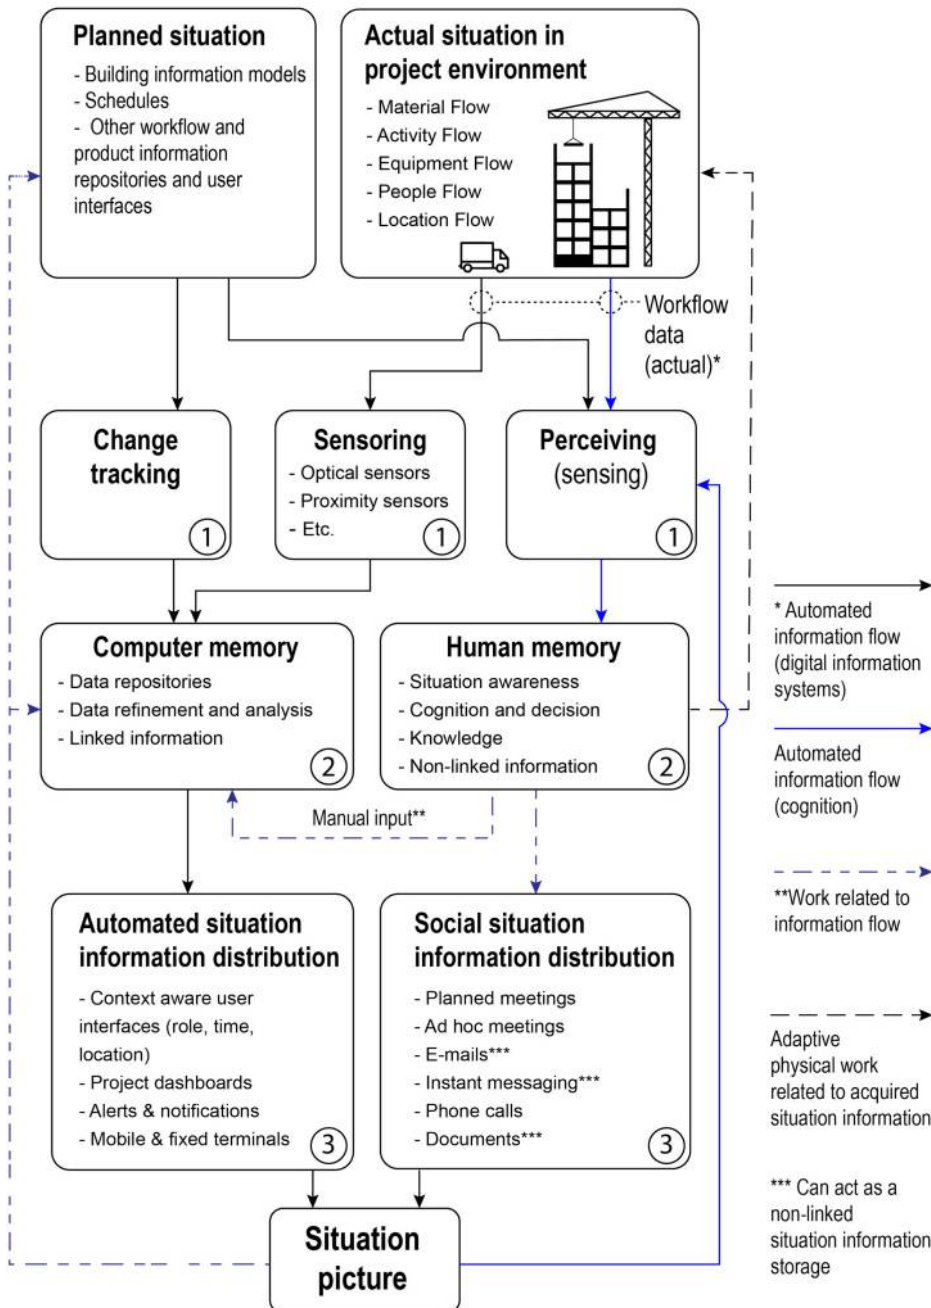 Planned situation
- Building information models
- Schedules
- Other workflow and
product information
repositories and user
interfaces
Actual situation in
project environment
- Material Flow
- Activity Flow
- Equipment Flow
- People Flow
- Location Flow
Workflow
data
(actual)*
Change
tracking
1
Sensoring
- Optical sensors
- Proximity sensors
- Etc.
1
Perceiving
(sensing)
1
Computer memory
- Data repositories
- Data refinement and analysis
- Linked information
2
Human memory
- Situation awareness
- Cognition and decision
- Knowledge
- Non-linked information
2
Manual input**
Automated situation
information distribution
- Context aware user
interfaces (role, time,
location)
- Project dashboards
- Alerts & notifications
- Mobile & fixed terminals
3
Social situation
information distribution
- Planned meetings
- Ad hoc meetings
- E-mails***
- Instant messaging***
- Phone calls
- Documents***
3
Situation
picture
* Automated
information flow
(digital information
systems)
Automated
information flow
(cognition)
**Work related to
information flow
Adaptive
physical work
related to acquired
situation information
*** Can act as a
non-linked
situation information
storage